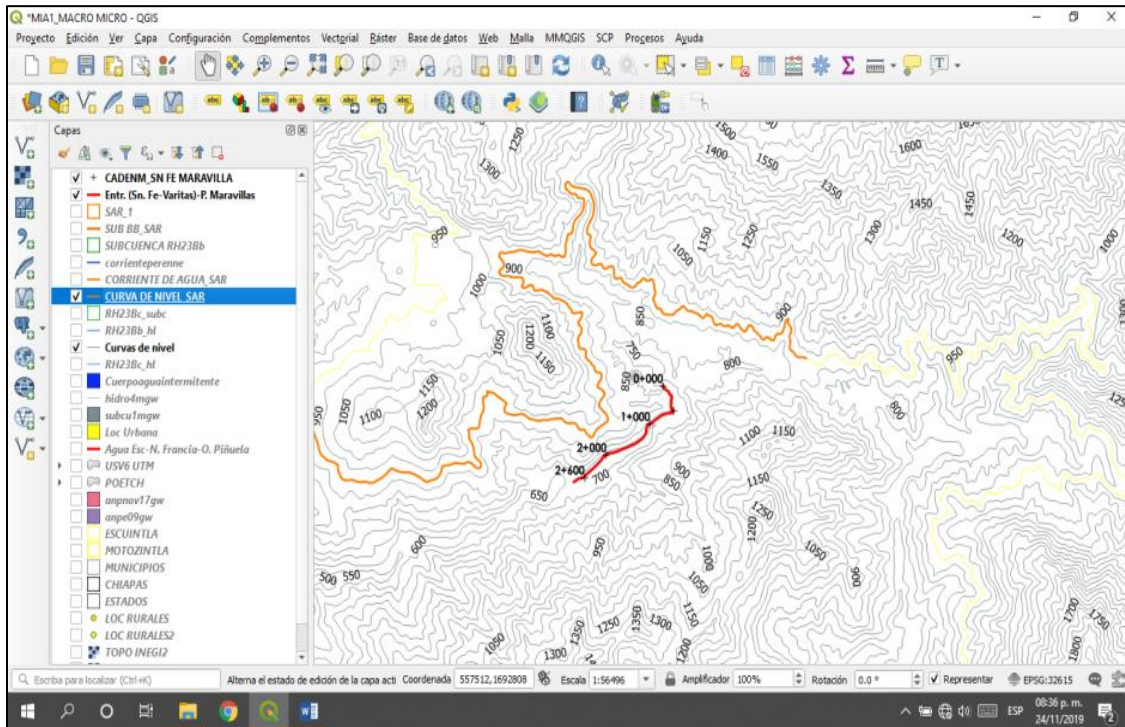 *MIA1_MACRO MICRO - QGIS
Proyecto Edición Ver Capa Configuración Complementos Vectorial Ráster Base de datos Web Malla MMQGIS SCP Procesos Ayuda
Capas
CADENM_SN FE MARAVILLA
Entr. (Sn. Fe-Varitas)-P. Maravillas
SAR_1
SUB BB_SAR
SUBCUENCA RH23Bb
corrienteperenne
CORRIENTE DE AGUA_SAR
CURVA DE NIVEL_SAR
RH23Bc_subc
RH23Bb_hl
Curvas de nivel
RH23Bc_hl
Cuerpoaguaintermitente
hidro4mgw
subcu1mgw
Loc Urbana
Agua Esc-N. Francia-O. Piñuela
USV6 UTM
POETCH
anpnov17gw
anpe09gw
ESCUINTLA
MOTOZINTLA
MUNICIPIOS
CHIAPAS
ESTADOS
LOC RURALES
LOC RURALES2
TOPO INEGI2
1250
1300
1500
1400
1550
1600
1350
1450
1450
950
1150
1250
1050
1300
1200
1000
900
1000
850
900
1100
1050
1200
1150
750
850
0+000
800
950
1150
1050
1100
1200
950
1+000
800
2+000
1100
1150
2+600
700
900
850
650
1150
1250
600
950
1200
1050
500
550
1000
1050
900
1150
1050
1350
1250
1350
1300
1200
1300
1700
1750
1800
Escriba para localizar (Ctrl+K) Alterna el estado de edición de la capa acti Coordenada 557512,1692808 Escala 1:56496 Amplificador 100% Rotación 0.0 ° Representar EPSG:32615
ESP
08:36 p. m.
24/11/2019
2